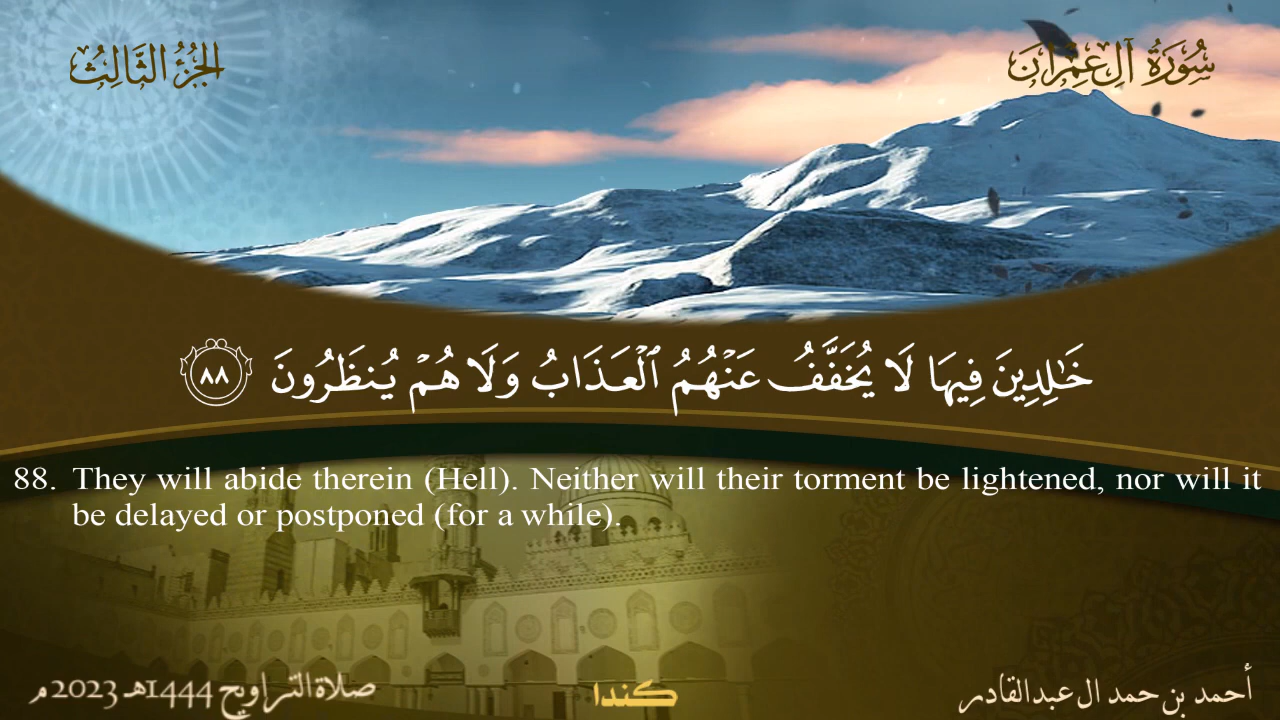 سُورَةُ آلِ عِمْرَانَ
الجُزْءُ الثَّالِثُ
خَـٰلِدِينَ فِيهَا لَا يُخَفَّفُ عَنْهُمُ ٱلْعَذَابُ وَلَا هُمْ يُنظَرُونَ ٨٨
88. They will abide therein (Hell). Neither will their torment be lightened, nor will it
be delayed or postponed (for a while).
أحمد بن حمد ال عبدالقادر
كندا
صلاة التراويح 1444هـ 2023م